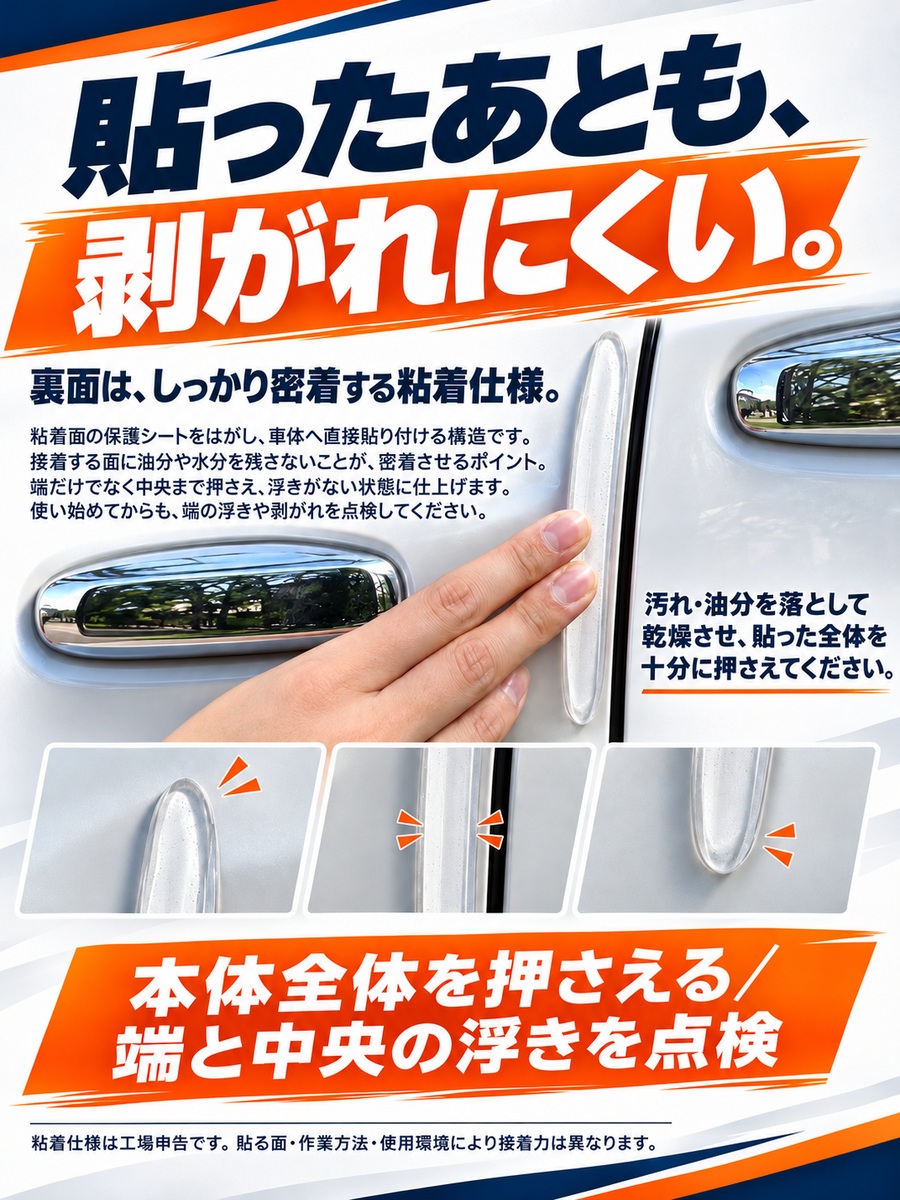 貼ったあとも、
剥がれにくい。
裏面は、しっかり密着する粘着仕様。
粘着面の保護シートをはがし、車体へ直接貼り付ける構造です。
接着する面に油分や水分を残さないことが、密着させるポイント。
端だけでなく中央まで押さえ、浮きがない状態に仕上げます。
使い始めてからも、端の浮きや剥がれを点検してください。
汚れ・油分を落として
乾燥させ、貼った全体を
十分に押さえてください。
本体全体を押さえる/
端と中央の浮きを点検
粘着仕様は工場申告です。貼る面・作業方法・使用環境により接着力は異なります。